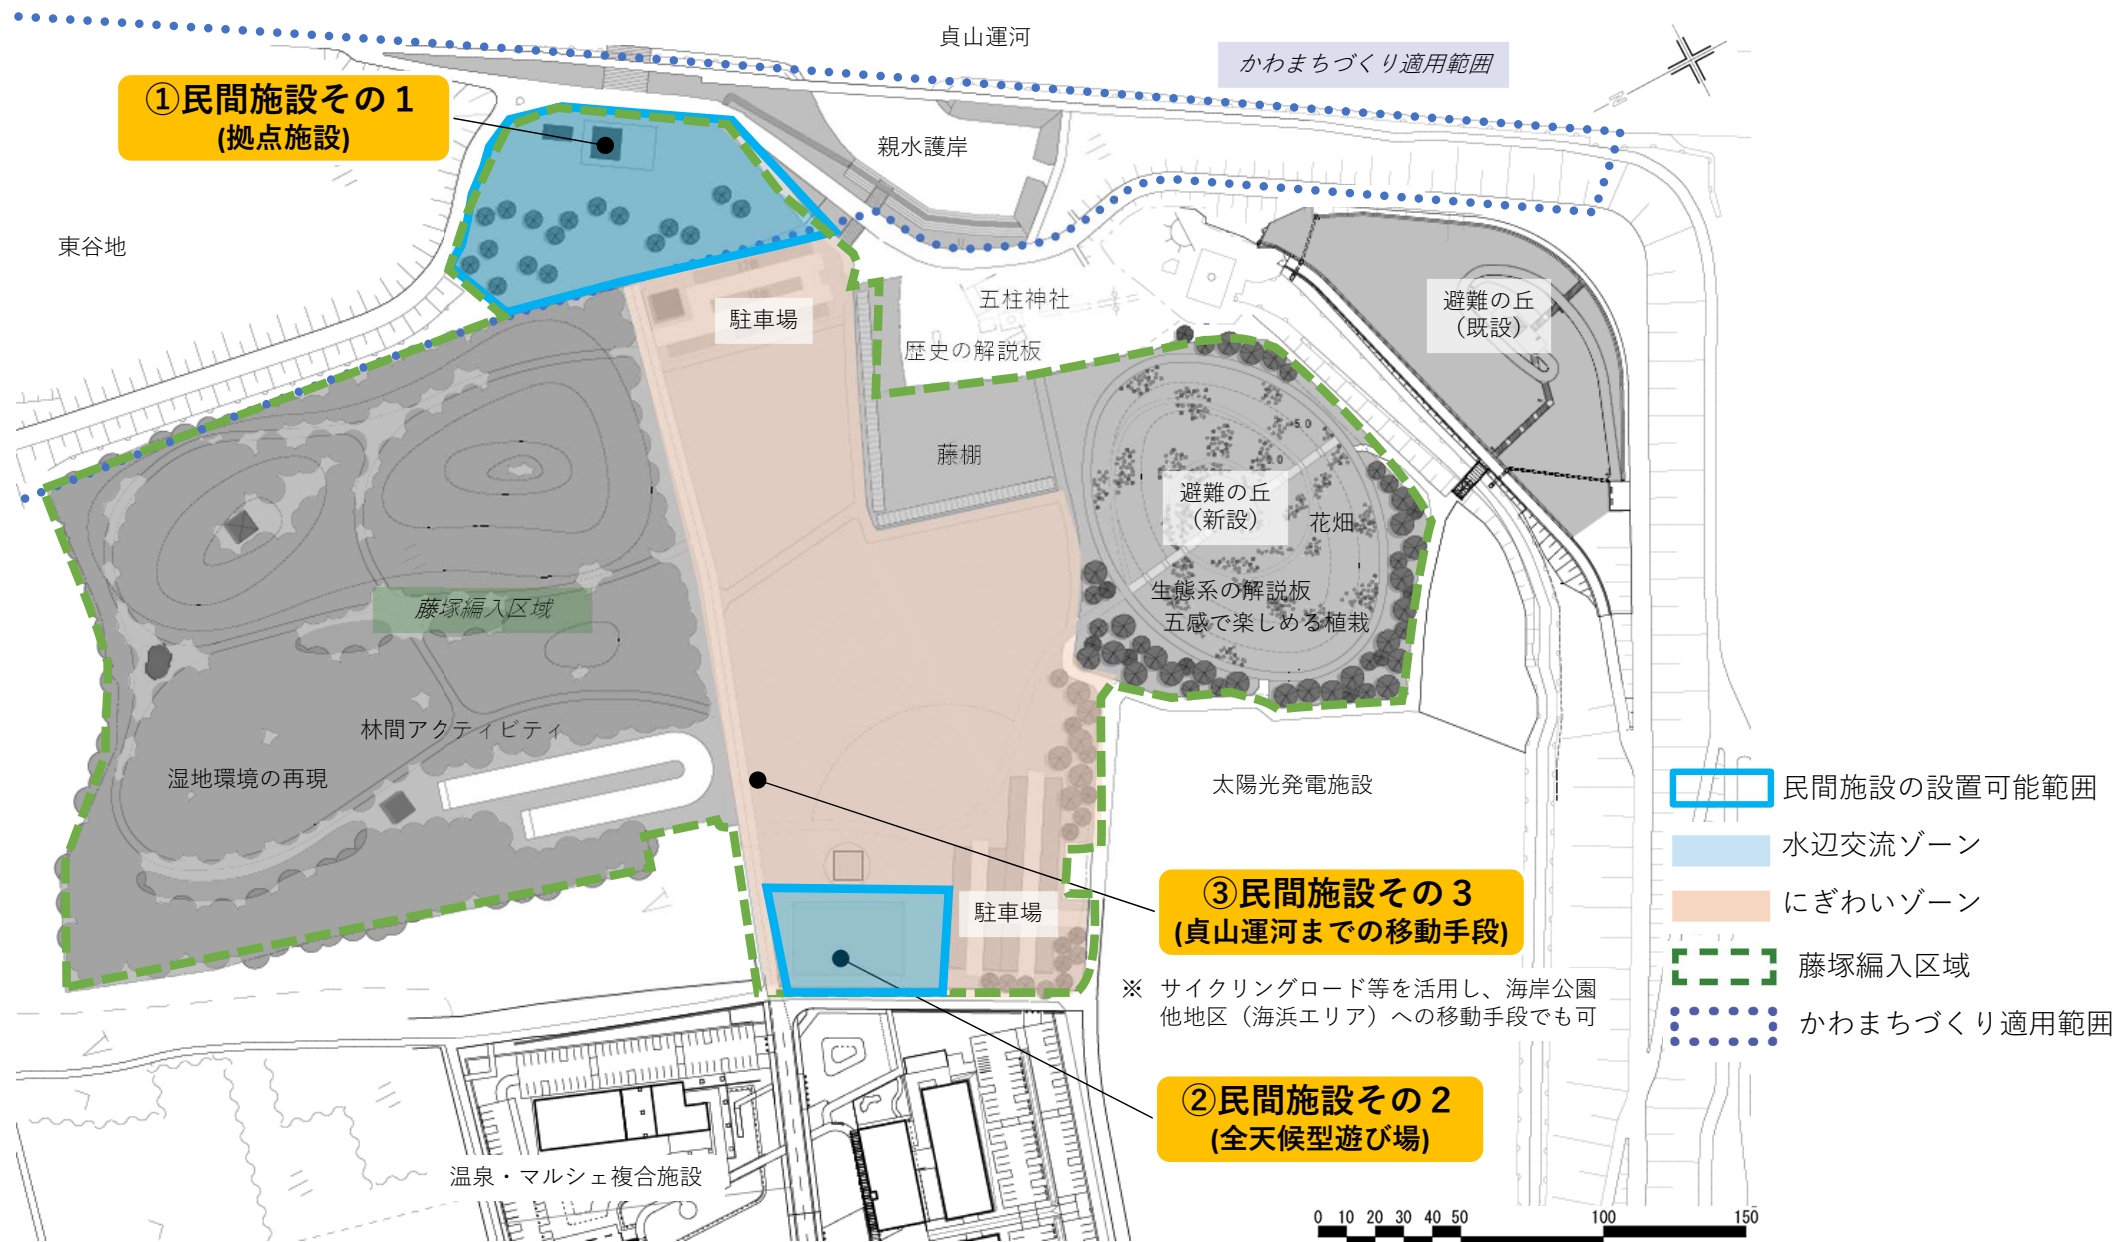 貞山運河
かわまちづくり適用範囲
N
①民間施設その１
(拠点施設)
親水護岸
東谷地
五柱神社
避難の丘
（既設）
駐車場
歴史の解説板
藤棚
5.0
避難の丘
（新設）
花畑
生態系の解説板
五感で楽しめる植栽
藤塚編入区域
林間アクティビティ
湿地環境の再現
太陽光発電施設
民間施設の設置可能範囲
水辺交流ゾーン
にぎわいゾーン
藤塚編入区域
かわまちづくり適用範囲
③民間施設その３
(貞山運河までの移動手段)
駐車場
※ サイクリングロード等を活用し、海岸公園
他地区（海浜エリア）への移動手段でも可
②民間施設その２
(全天候型遊び場)
温泉・マルシェ複合施設
0 10 20 30 40 50 100 150